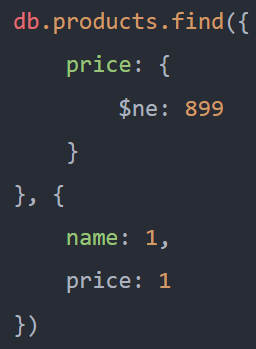 db.products.find({
    price: {
        $ne: 899
    }
}, {
    name: 1,
    price: 1
})